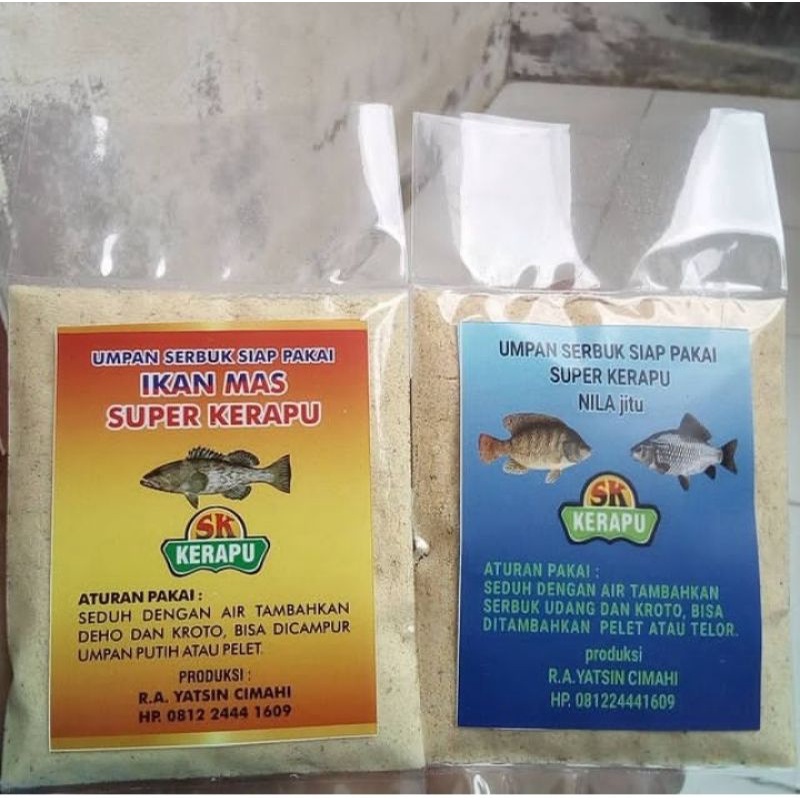 UMPAN SERBUK SIAP PAKAI
IKAN MAS
SUPER KERAPU
SK
KERAPU
ATURAN PAKAI :
SEDUH DENGAN AIR TAMBAHKAN
DEHO DAN KROTO, BISA DICAMPUR
UMPAN PUTIH ATAU PELET.
PRODUKSI :
R.A. YATSIN CIMAHI
HP. 0812 2444 1609
UMPAN SERBUK SIAP PAKAI
SUPER KERAPU
NILA jitu
SK
KERAPU
ATURAN PAKAI :
SEDUH DENGAN AIR TAMBAHKAN
SERBUK UDANG DAN KROTO, BISA
DITAMBAHKAN PELET ATAU TELOR.
produksi
R.A.YATSIN CIMAHI
HP. 081224441609